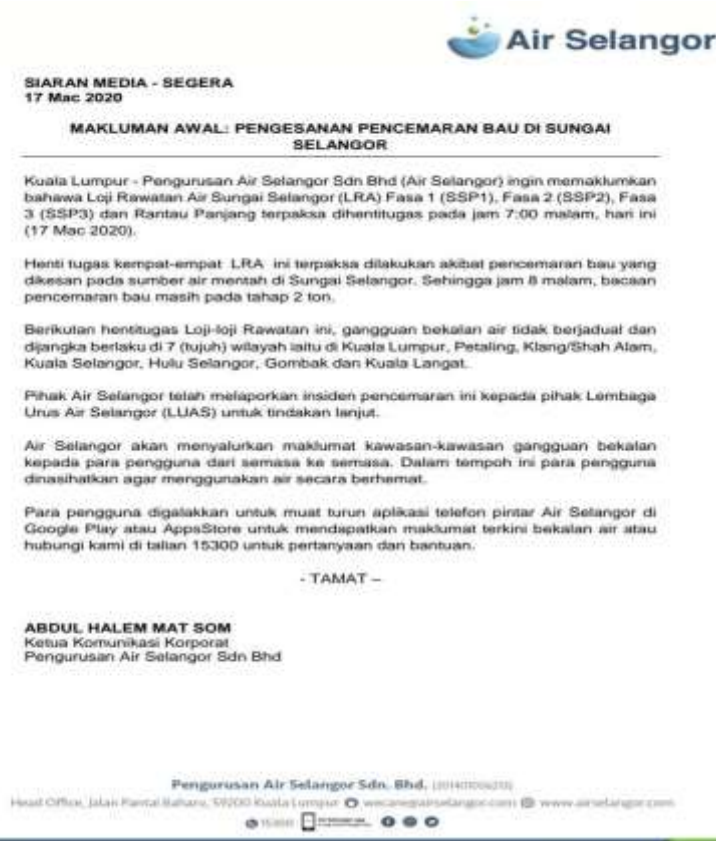 Air Selangor
SIARAN MEDIA - SEGERA
17 Mac 2020
MAKLUMAN AWAL: PENGESANAN PENCEMARAN BAU DI SUNGAI
SELANGOR
Kuala Lumpur - Pengurusan Air Selangor Sdn Bhd (Air Selangor) ingin memaklumkan
bahawa Loji Rawatan Air Sungai Selangor (LRA) Fasa 1 (SSP1), Fasa 2 (SSP2), Fasa
3 (SSP3) dan Rantau Panjang terpaksa dihentitugas pada jam 7:00 malam, hari ini
(17 Mac 2020).
Henti tugas kempat-empat LRA ini terpaksa dilakukan akibat pencemaran bau yang
dikesan pada sumber air mentah di Sungai Selangor. Sehingga jam 8 malam, bacaan
pencemaran bau masih pada tahap 2 ton.
Berikutan hentitugas Loji-loji Rawatan ini, gangguan bekalan air tidak berjadual dan
dijangka berlaku di 7 (tujuh) wilayah iaitu di Kuala Lumpur, Petaling, Klang/Shah Alam,
Kuala Selangor, Hulu Selangor, Gombak dan Kuala Langat.
Pihak Air Selangor telah melaporkan insiden pencemaran ini kepada pihak Lembaga
Urus Air Selangor (LUAS) untuk tindakan lanjut.
Air Selangor akan menyalurkan maklumat kawasan-kawasan gangguan bekalan
kepada para pengguna dari semasa ke semasa. Dalam tempoh ini para pengguna
dinasihatkan agar menggunakan air secara berhemat.
Para pengguna digalakkan untuk muat turun aplikasi telefon pintar Air Selangor di
Google Play atau AppsStore untuk mendapatkan maklumat terkini bekalan air atau
hubungi kami di talian 15300 untuk pertanyaan dan bantuan.
- TAMAT –
ABDUL HALEM MAT SOM
Ketua Komunikasi Korporat
Pengurusan Air Selangor Sdn Bhd
Pengurusan Air Selangor Sdn. Bhd.
Head Office, Jalan Pantai Baharu, 59200 Kuala Lumpur www.airselangor.com
15300